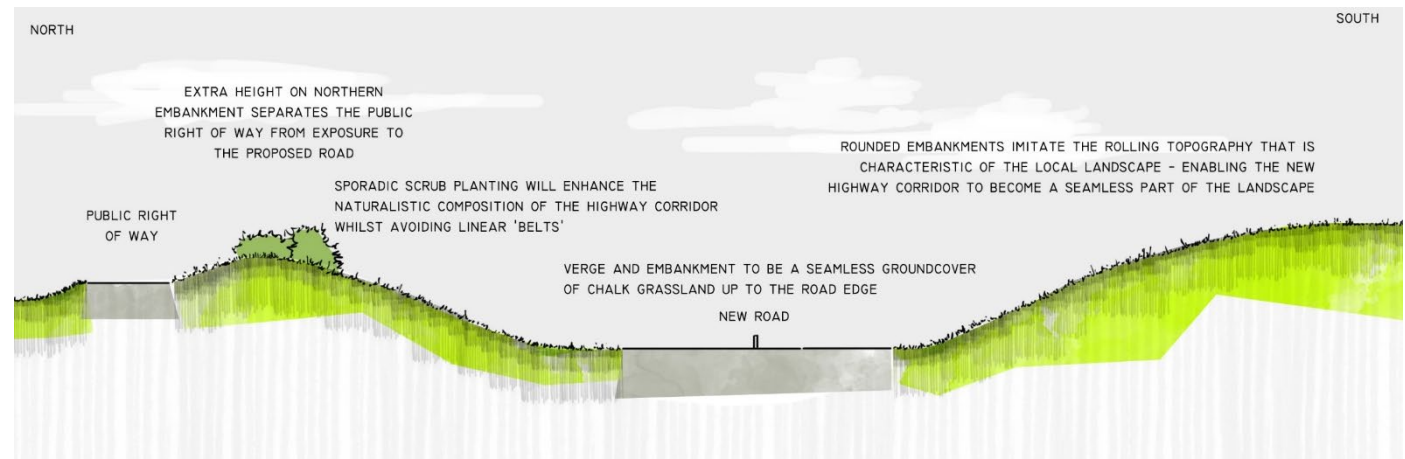 NORTH
SOUTH
EXTRA HEIGHT ON NORTHERN
EMBANKMENT SEPARATES THE PUBLIC
RIGHT OF WAY FROM EXPOSURE TO
THE PROPOSED ROAD
ROUNDED EMBANKMENTS IMITATE THE ROLLING TOPOGRAPHY THAT IS
CHARACTERISTIC OF THE LOCAL LANDSCAPE - ENABLING THE NEW
HIGHWAY CORRIDOR TO BECOME A SEAMLESS PART OF THE LANDSCAPE
SPORADIC SCRUB PLANTING WILL ENHANCE THE
NATURALISTIC COMPOSITION OF THE HIGHWAY CORRIDOR
WHILST AVOIDING LINEAR 'BELTS'
PUBLIC RIGHT
OF WAY
VERGE AND EMBANKMENT TO BE A SEAMLESS GROUNDCOVER
OF CHALK GRASSLAND UP TO THE ROAD EDGE
NEW ROAD